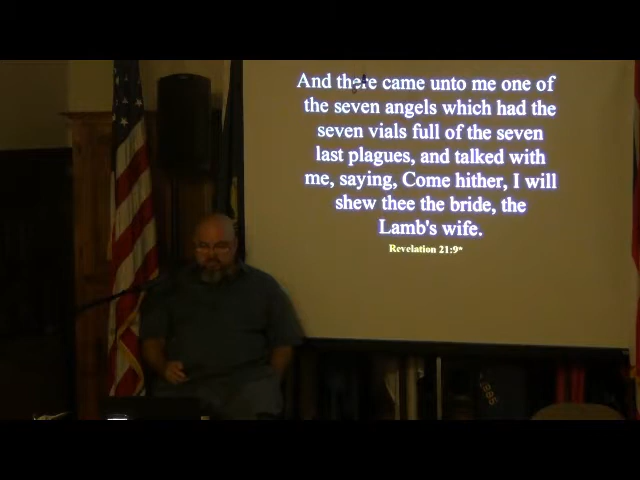 And there came unto me one of
the seven angels which had the
seven vials full of the seven
last plagues, and talked with
me, saying, Come hither, I will
shew thee the bride, the
Lamb's wife.
Revelation 21:9*